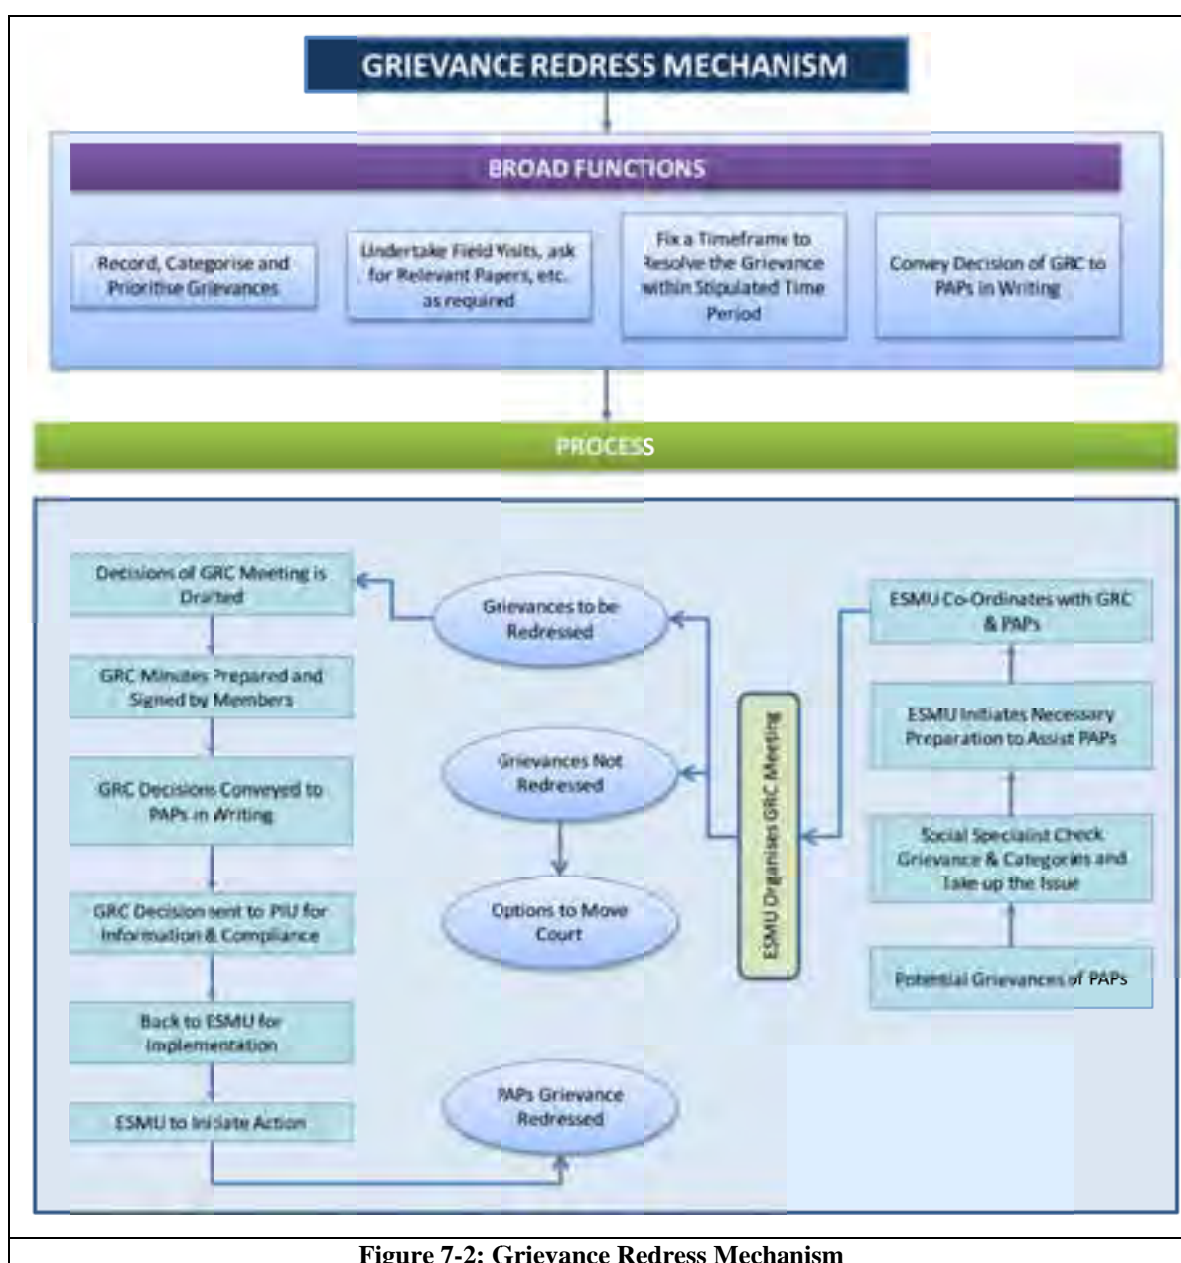 GRIEVANCE REDRESS MECHANISM
BROAD FUNCTIONS
Record, Categorise and
Prioritise Grievances
Undertake Field Visits, ask
for Relevant Papers, etc.
as required
Fix a Timeframe to
Resolve the Grievance
within Stipulated Time
Period
Convey Decision of GRC to
PAPs in Writing
PROCESS
Decisions of GRC Meeting is
Drafted
GRC Minutes Prepared and
Signed by Members
GRC Decisions Conveyed to
PAPs in Writing
GRC Decision sent to PIU for
Information & Compliance
Back to ESMU for
Implementation
ESMU to Initiate Action
Grievances to be
Redressed
Grievances Not
Redressed
Options to Move
Court
PAPs Grievance
Redressed
ESMU Organises GRC Meeting
ESMU Co-Ordinates with GRC
& PAPs
ESMU Initiates Necessary
Preparation to Assist PAPs
Social Specialist Check
Grievance & Categories and
Take up the Issue
Potential Grievances of PAPs
Figure 7-2: Grievance Redress Mechanism